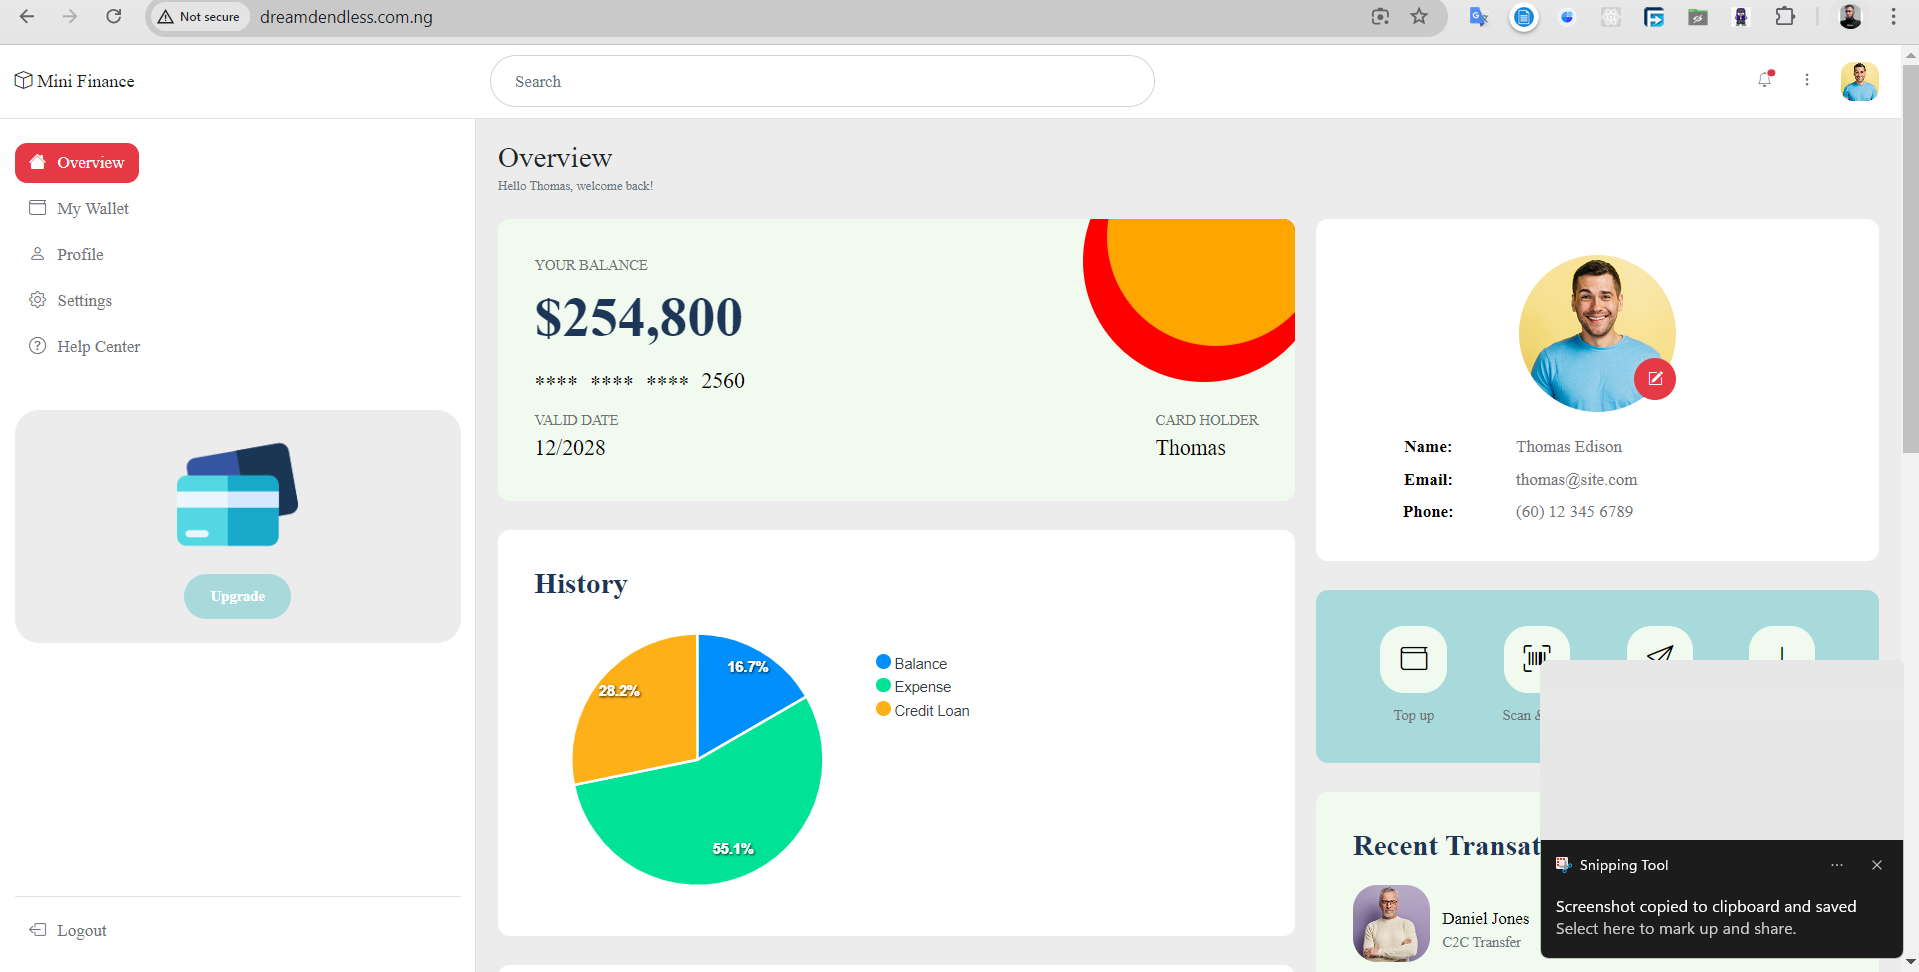 Not secure
dreamdendless.com.ng
Mini Finance
Search
Overview
My Wallet
Profile
Settings
Help Center
Upgrade
Logout
Overview
Hello Thomas, welcome back!
YOUR BALANCE
$254,800
**** **** **** 2560
VALID DATE
12/2028
CARD HOLDER
Thomas
History
16.7%
28.2%
55.1%
Balance
Expense
Credit Loan
Name: Thomas Edison
Email: thomas@site.com
Phone: (60) 12 345 6789
Top up
Scan &
Recent Transat
Daniel Jones
C2C Transfer
Snipping Tool
Screenshot copied to clipboard and saved
Select here to mark up and share.